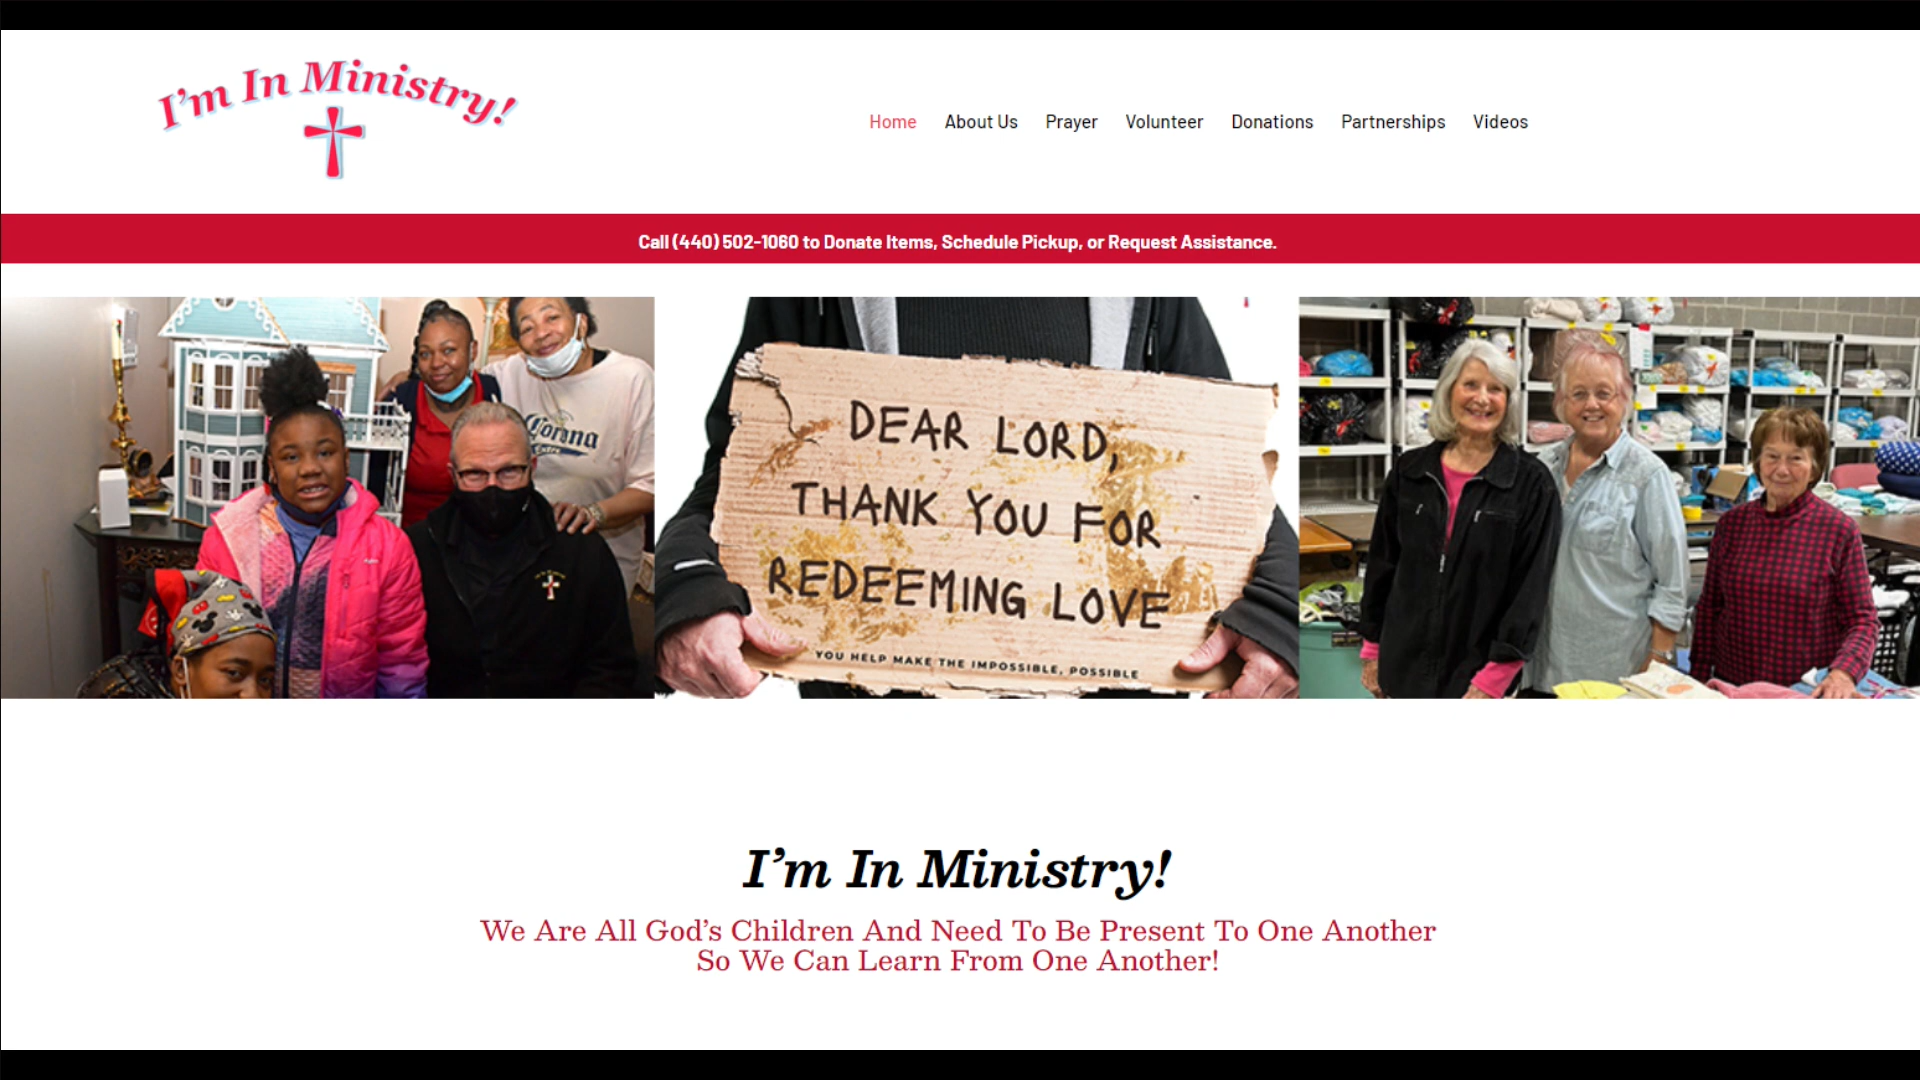 I'm In Ministry!
Home About Us Prayer Volunteer Donations Partnerships Videos
Call (440) 502-1060 to Donate Items, Schedule Pickup, or Request Assistance.
Corona
DEAR LORD,
THANK YOU FOR
REDEEMING LOVE
YOU HELP MAKE THE IMPOSSIBLE, POSSIBLE
I'm In Ministry!
We Are All God's Children And Need To Be Present To One Another
So We Can Learn From One Another!